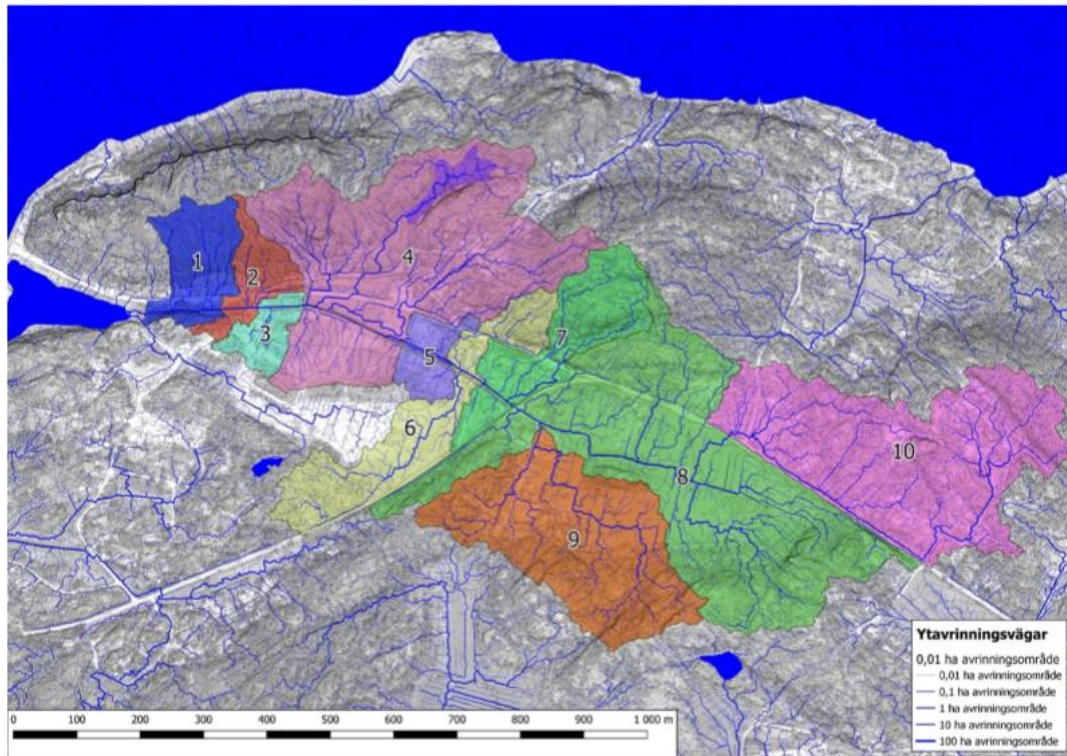 1
2
3
4
5
6
7
8
9
10
Ytavrinningsvägar
0,01 ha avrinningsområde
0,01 ha avrinningsområde
0,1 ha avrinningsområde
1 ha avrinningsområde
10 ha avrinningsområde
100 ha avrinningsområde
0 100 200 300 400 500 600 700 800 900 1 000 m